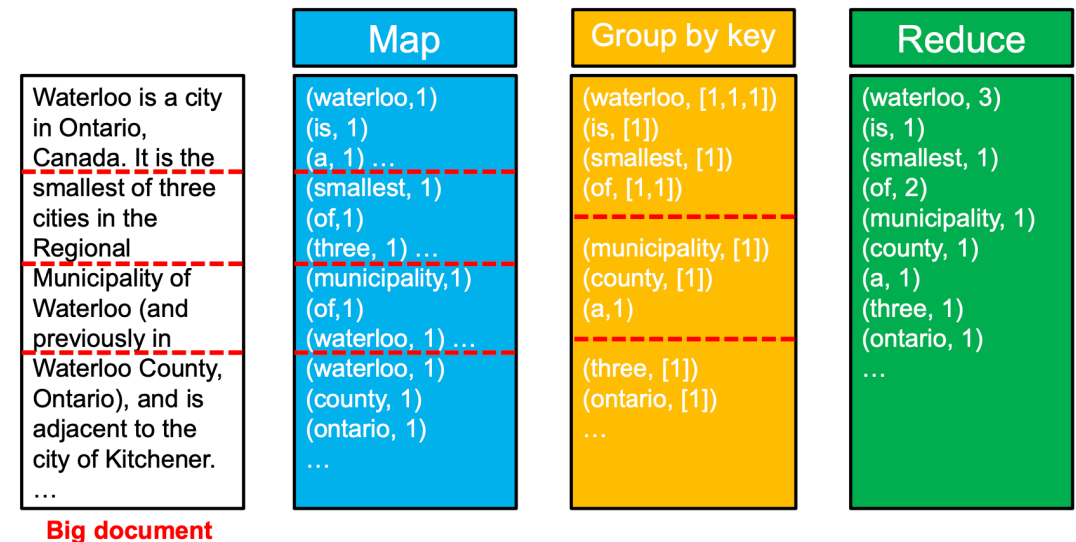 Map
Group by key
Reduce
Waterloo is a city
in Ontario,
Canada. It is the
smallest of three
cities in the
Regional
Municipality of
Waterloo (and
previously in
Waterloo County,
Ontario), and is
adjacent to the
city of Kitchener.
…
Big document
(waterloo,1)
(is, 1)
(a, 1) …
(smallest, 1)
(of,1)
(three, 1) …
(municipality,1)
(of,1)
(waterloo, 1) …
(waterloo, 1)
(county, 1)
(ontario, 1)
…
(waterloo, [1,1,1])
(is, [1])
(smallest, [1])
(of, [1,1])
(municipality, [1])
(county, [1])
(a,1)
(three, [1])
(ontario, [1])
…
(waterloo, 3)
(is, 1)
(smallest, 1)
(of, 2)
(municipality, 1)
(county, 1)
(a, 1)
(three, 1)
(ontario, 1)
…